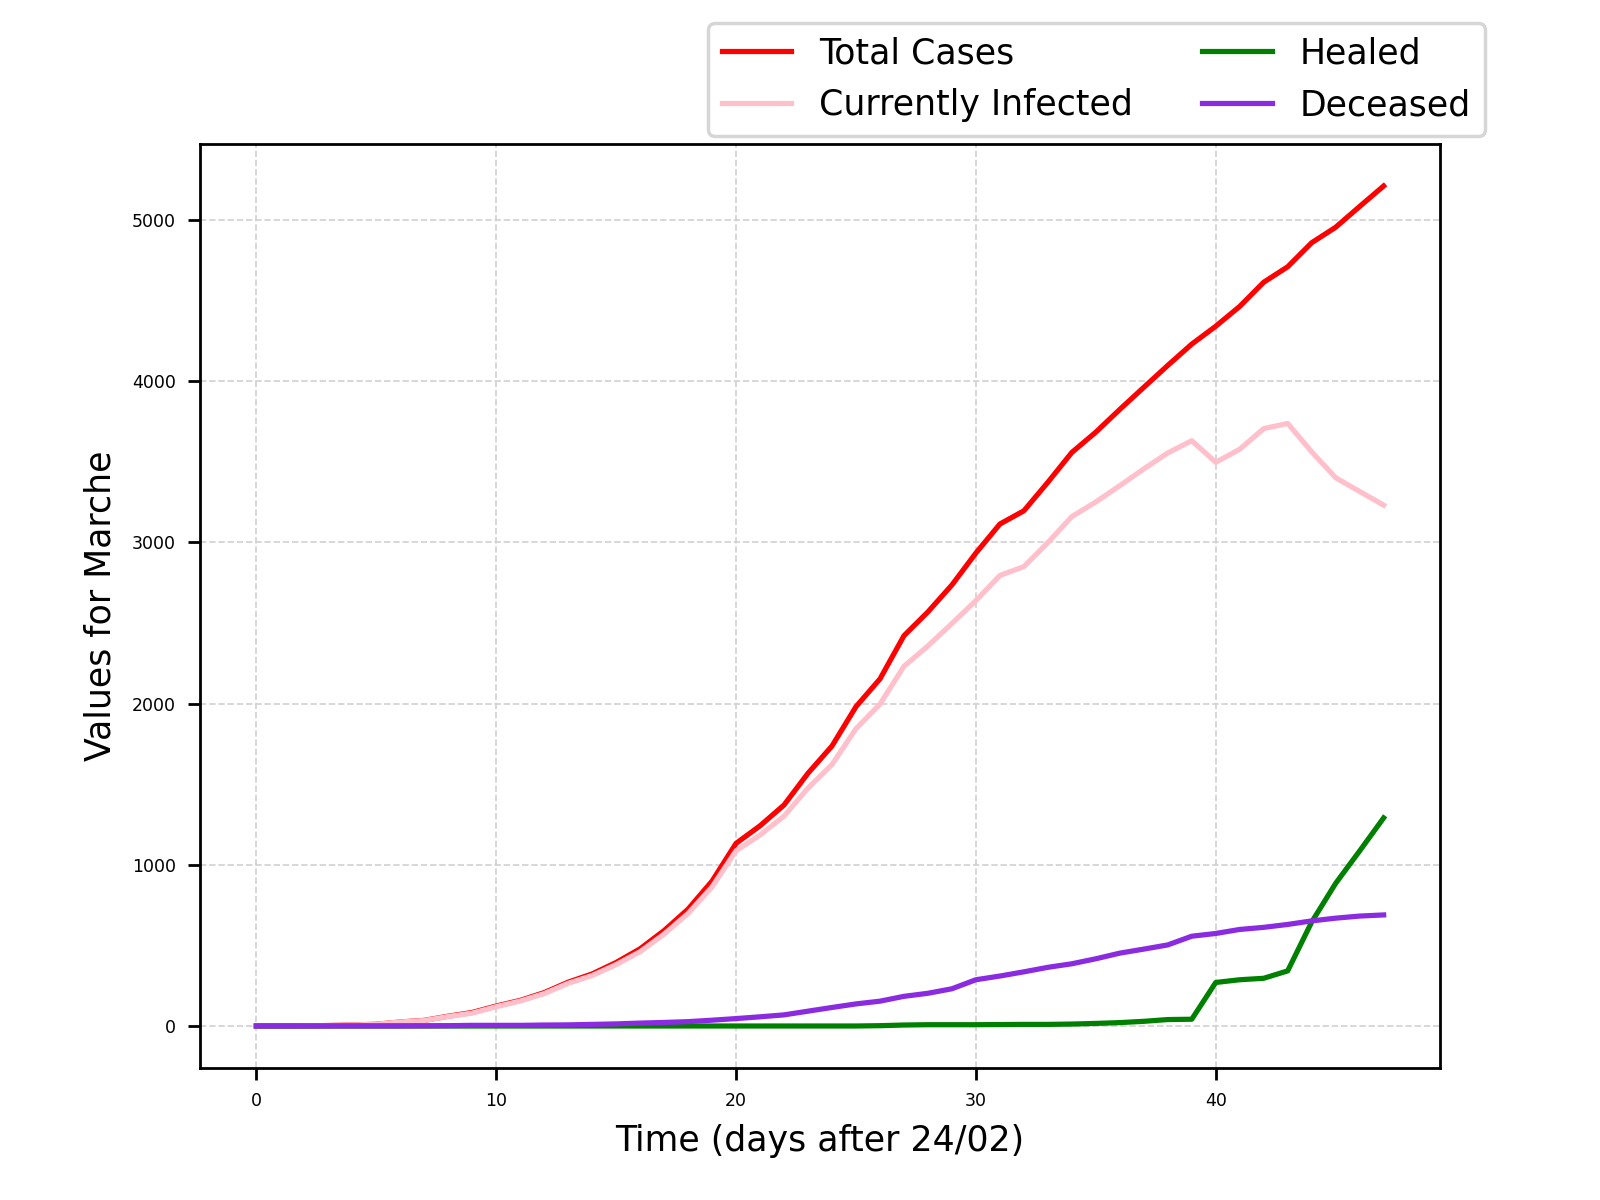 Total Cases
Currently Infected
Healed
Deceased
5000
4000
3000
2000
1000
0
Values for Marche
0 10 20 30 40
Time (days after 24/02)